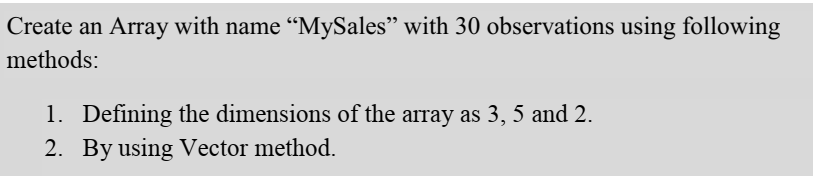 Create an Array with name “MySales” with 30 observations using following
methods:
1. Defining the dimensions of the array as 3, 5 and 2.
2. By using Vector method.